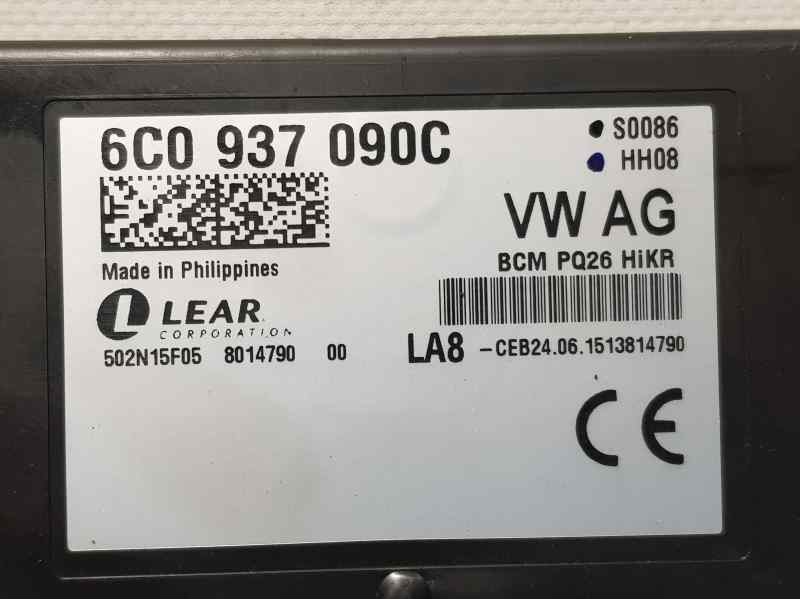 6C0 937 090C
S0086
HH08
VW AG
BCM PQ26 HiKR
Made in Philippines
LEAR
CORPORATION
502N15F05 8014790 00
LA8 -CEB24.06.1513814790
CE